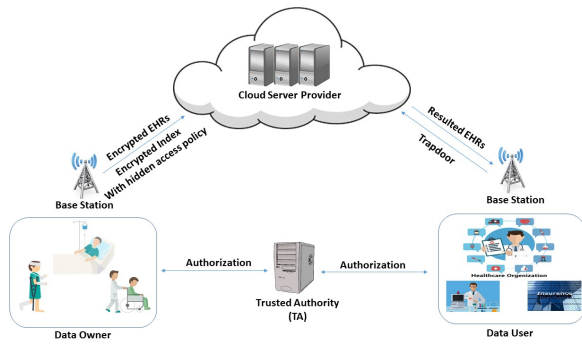 Cloud Server Provider
Encrypted EHRs
Encrypted Index
With hidden access policy
Resulted EHRs
Trapdoor
Base Station
Base Station
Authorization
Authorization
Healthcare Organization
Insurance
Trusted Authority
(TA)
Data Owner
Data User